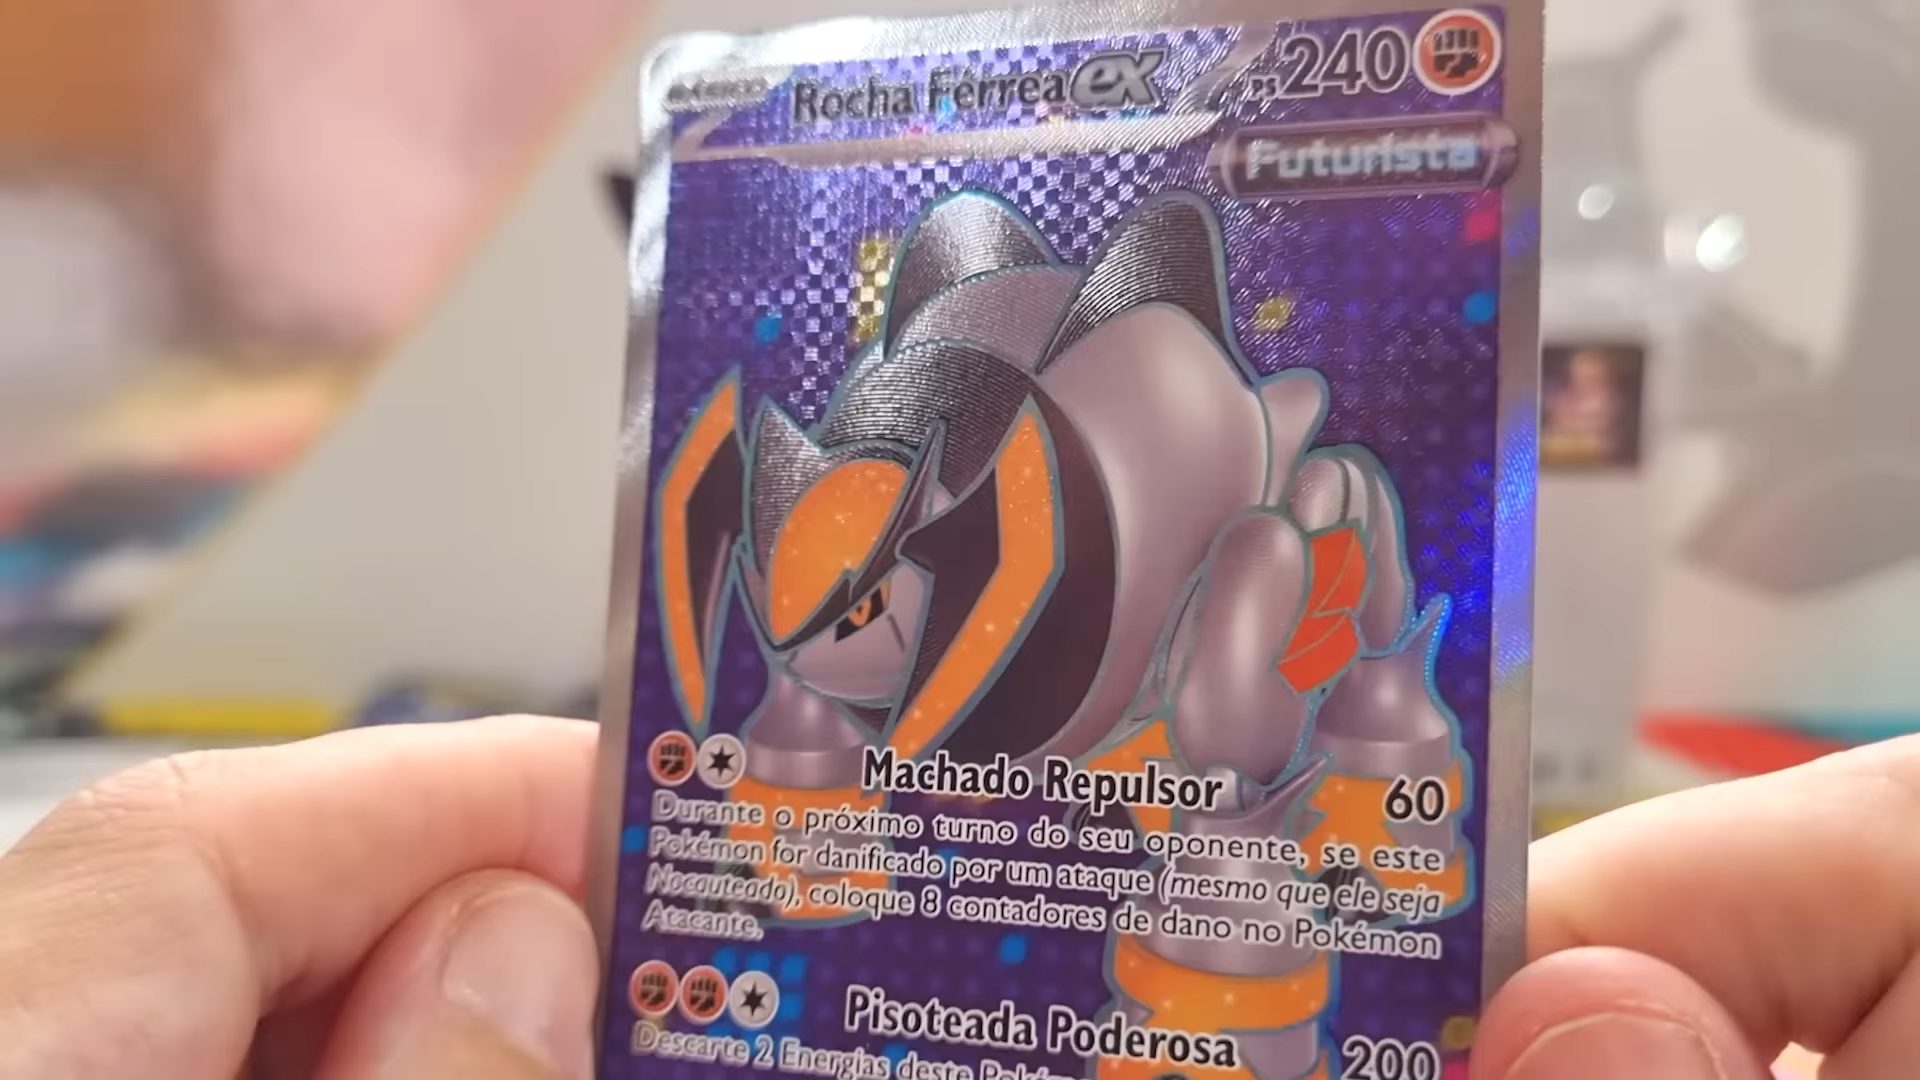 BÁSICO
Rocha Férrea ex PS 240
Futurista
Machado Repulsor 60
Durante o próximo turno do seu oponente, se este
Pokémon for danificado por um ataque (mesmo que ele seja
Nocauteado), coloque 8 contadores de dano no Pokémon
Atacante.
Pisoteada Poderosa 200
Descarte 2 Energias deste